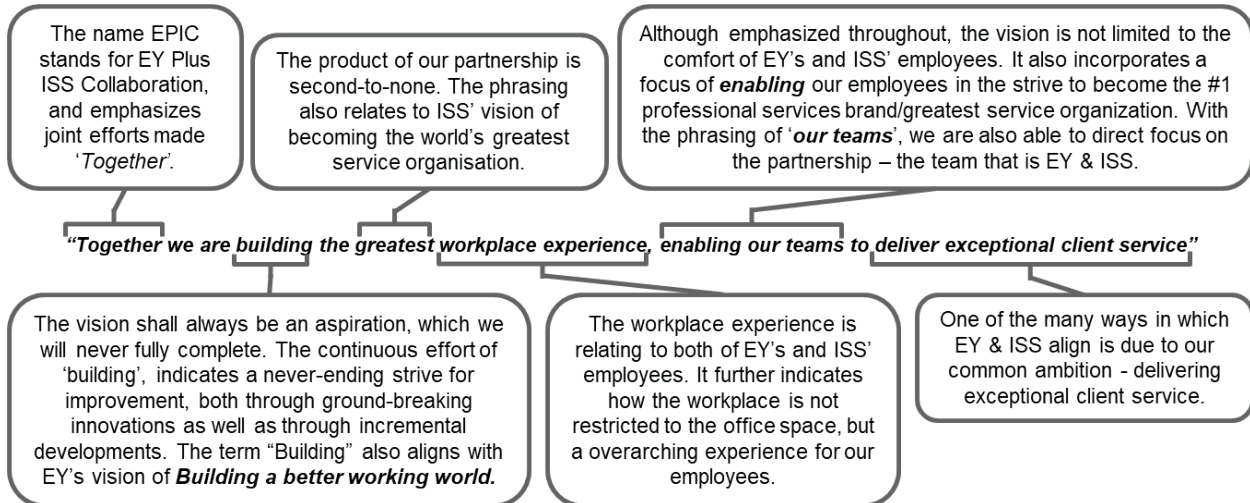 The name EPIC
stands for EY Plus
ISS Collaboration,
and emphasizes
joint efforts made
‘Together’.
The product of our partnership is
second-to-none. The phrasing
also relates to ISS’ vision of
becoming the world’s greatest
service organisation.
Although emphasized throughout, the vision is not limited to the
comfort of EY’s and ISS’ employees. It also incorporates a
focus of enabling our employees in the strive to become the #1
professional services brand/greatest service organization. With
the phrasing of ‘our teams’, we are also able to direct focus on
the partnership – the team that is EY & ISS.
“Together we are building the greatest workplace experience, enabling our teams to deliver exceptional client service”
The vision shall always be an aspiration, which we
will never fully complete. The continuous effort of
‘building’, indicates a never-ending strive for
improvement, both through ground-breaking
innovations as well as through incremental
developments. The term “Building” also aligns with
EY’s vision of Building a better working world.
The workplace experience is
relating to both of EY’s and ISS’
employees. It further indicates
how the workplace is not
restricted to the office space, but
a overarching experience for our
employees.
One of the many ways in which
EY & ISS align is due to our
common ambition - delivering
exceptional client service.